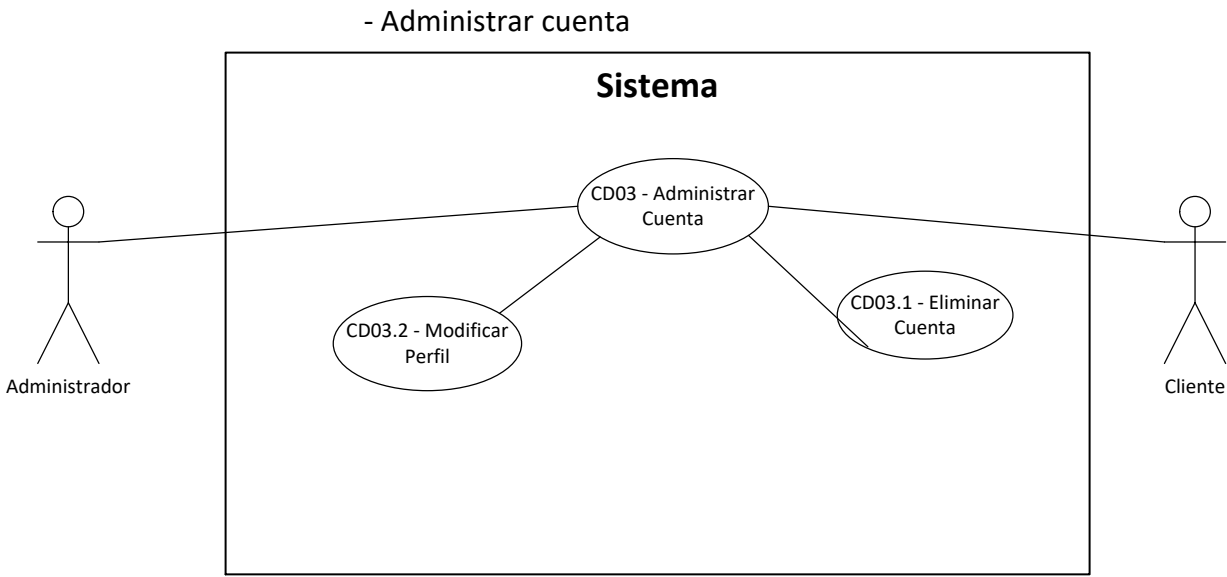 - Administrar cuenta
Sistema
CD03 - Administrar
Cuenta
CD03.1 - Eliminar
Cuenta
CD03.2 - Modificar
Perfil
Administrador
Cliente